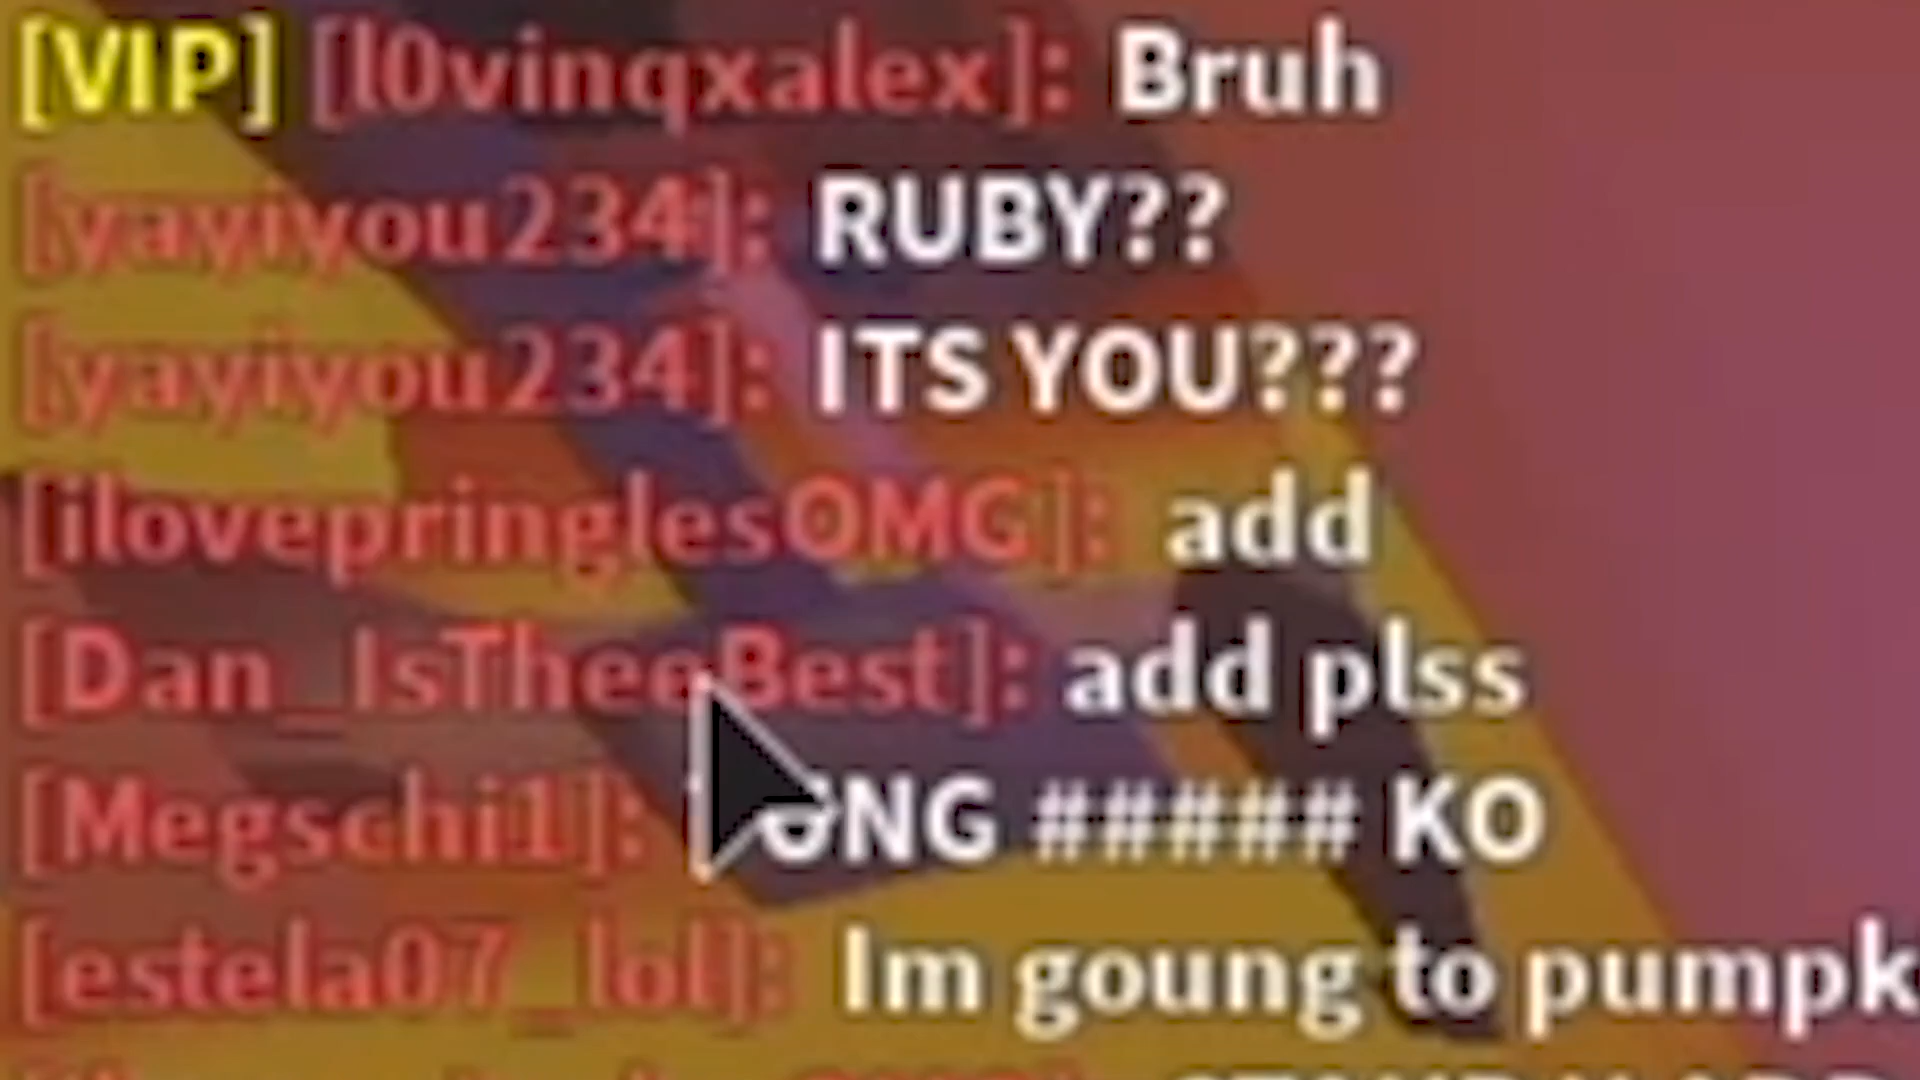 [VIP] [l0vinqxalex]: Bruh
[yayiyou234]: RUBY??
[yayiyou234]: ITS YOU???
[ilovepringlesOMG]: add
[Dan_IsTheeBest]: add plss
[Megschi1]: ##### KO
[estela07_lol]: Im goung to pumpk